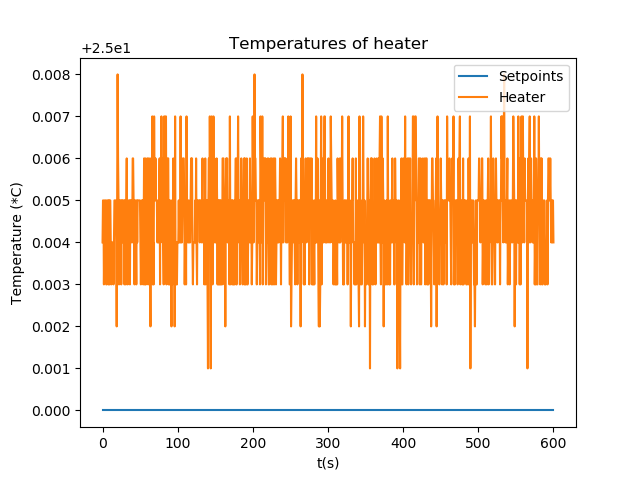 Temperatures of heater
+2.5e1
Setpoints
Heater
0.008
0.007
0.006
0.005
0.004
0.003
0.002
0.001
0.000
Temperature (*C)
0 100 200 300 400 500 600
t(s)